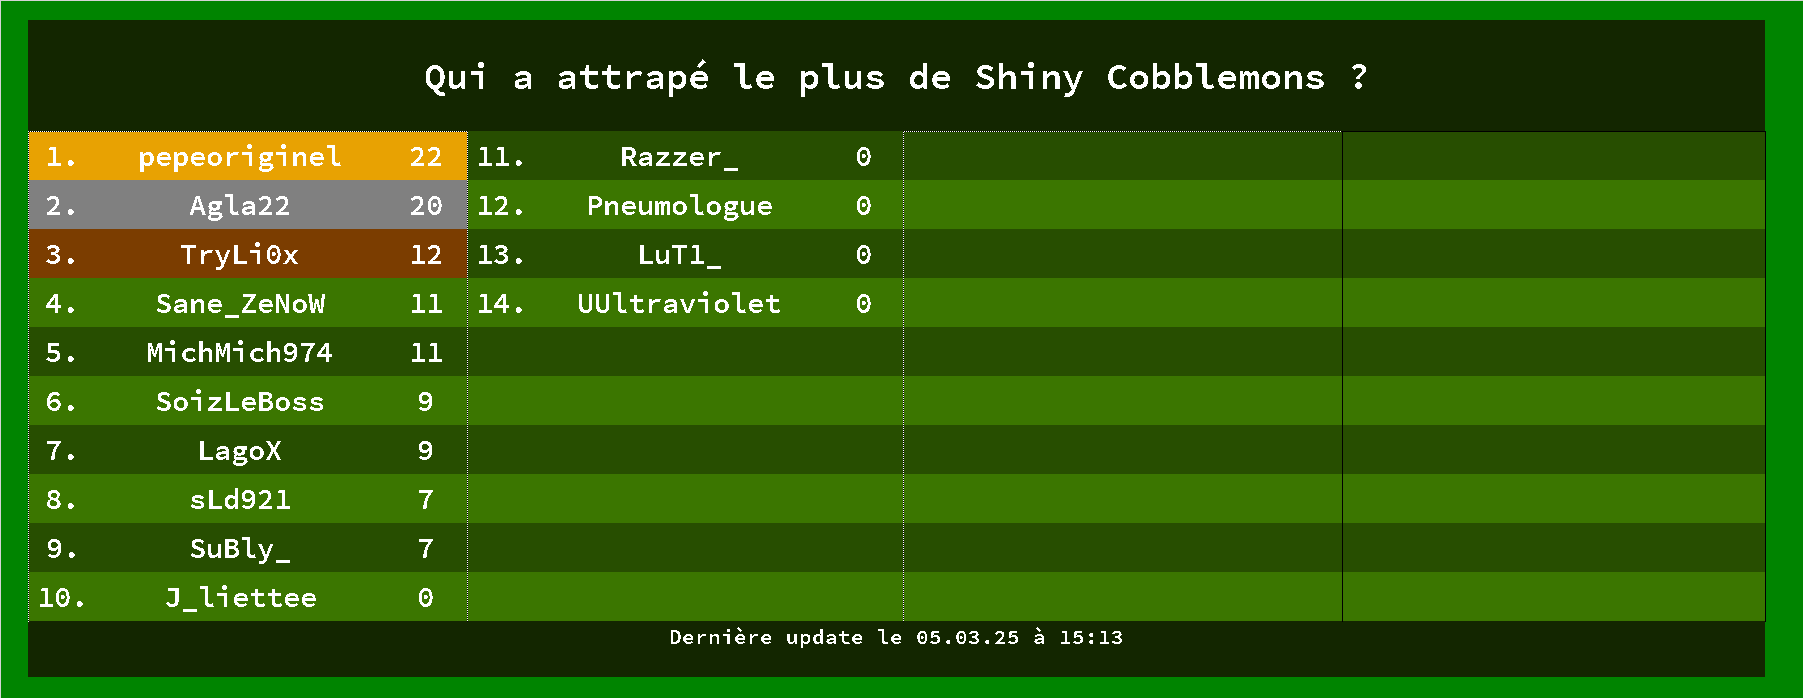 Qui a attrapé le plus de Shiny Cobblemons ?
1. pepeoriginel 22
2. Agla22 20
3. TryLi0x 12
4. Sane_ZeNoW 11
5. MichMich974 11
6. SoizLeBoss 9
7. LagoX 9
8. sLd921 7
9. SuBly_ 7
10. J_liettee 0
11. Razzer_ 0
12. Pneumologue 0
13. LuT1_ 0
14. UUltraviolet 0
Dernière update le 05.03.25 à 15:13